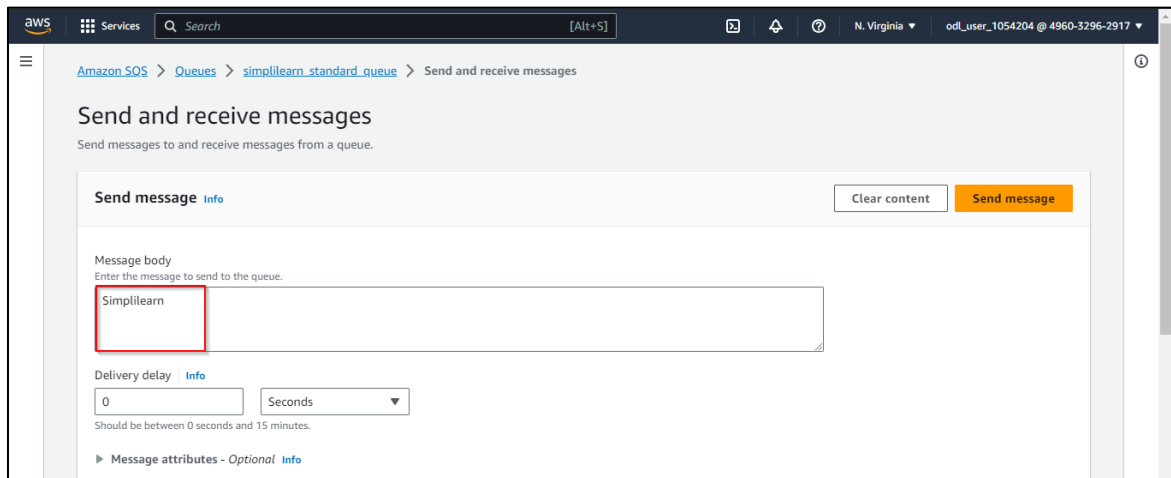 aws Services Search [Alt+S] N. Virginia odl_user_1054204 @ 4960-3296-2917
Amazon SQS > Queues > simplilearn_standard_queue > Send and receive messages
Send and receive messages
Send messages to and receive messages from a queue.
Send message Info Clear content Send message
Message body
Enter the message to send to the queue.
Simplilearn
Delivery delay Info
0 Seconds
Should be between 0 seconds and 15 minutes.
Message attributes - Optional Info